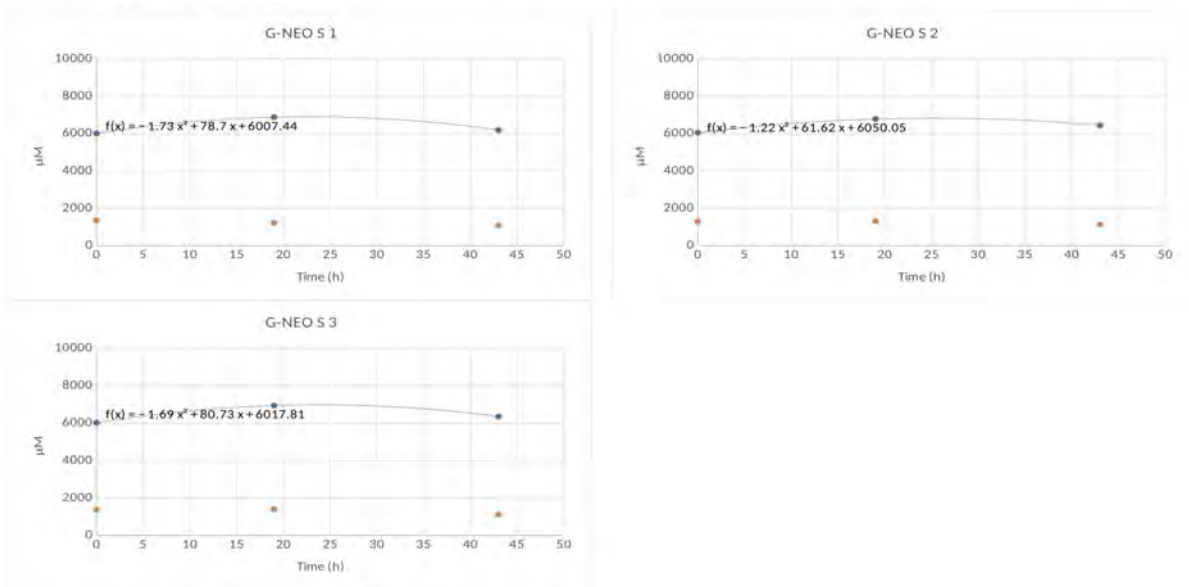 G-NEO S 1
10000
8000
6000
4000
2000
0
µM
f(x) = − 1.73 x² + 78.7 x + 6007.44
0 5 10 15 20 25 30 35 40 45 50
Time (h)
G-NEO S 2
10000
8000
6000
4000
2000
0
µM
f(x) = − 1.22 x² + 61.62 x + 6050.05
0 5 10 15 20 25 30 35 40 45 50
Time (h)
G-NEO S 3
10000
8000
6000
4000
2000
0
µM
f(x) = − 1.69 x² + 80.73 x + 6017.81
0 5 10 15 20 25 30 35 40 45 50
Time (h)